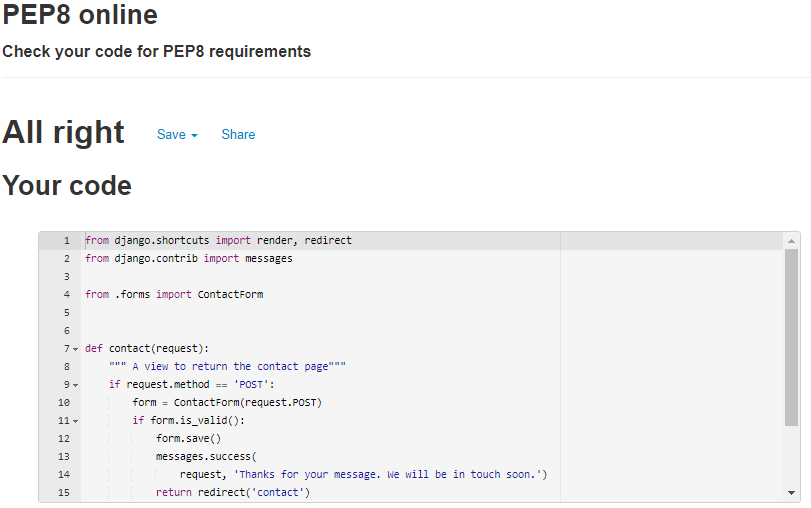 PEP8 online
Check your code for PEP8 requirements
All right Save Share
Your code
1 from django.shortcuts import render, redirect
2 from django.contrib import messages
3
4 from .forms import ContactForm
5
6
7 def contact(request):
8 """ A view to return the contact page"""
9 if request.method == 'POST':
10 form = ContactForm(request.POST)
11 if form.is_valid():
12 form.save()
13 messages.success(
14 request, 'Thanks for your message. We will be in touch soon.')
15 return redirect('contact')